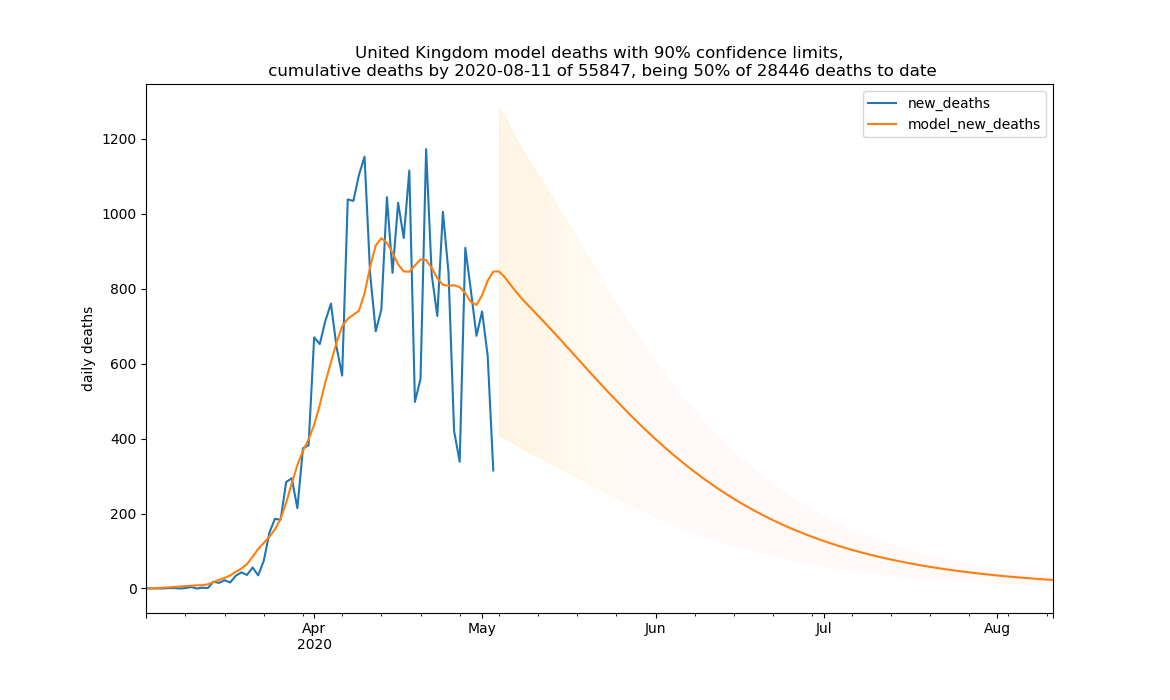 United Kingdom model deaths with 90% confidence limits,
cumulative deaths by 2020-08-11 of 55847, being 50% of 28446 deaths to date
new_deaths
model_new_deaths
daily deaths
1200
1000
800
600
400
200
0
Apr
2020
May
Jun
Jul
Aug